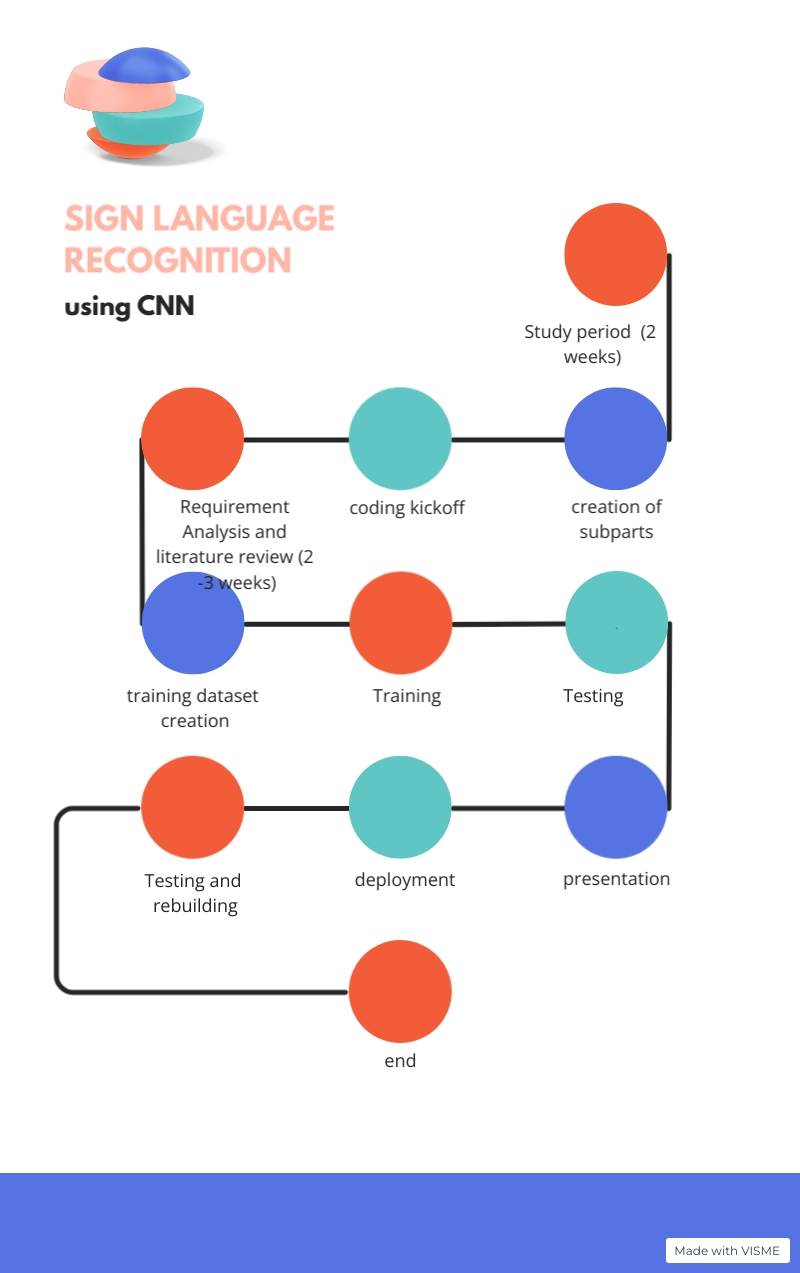 SIGN LANGUAGE
RECOGNITION
using CNN
Study period  (2
weeks)
Requirement
Analysis and
literature review (2
-3 weeks)
coding kickoff
creation of
subparts
training dataset
creation
Training
Testing
Testing and
rebuilding
deployment
presentation
end
Made with VISME